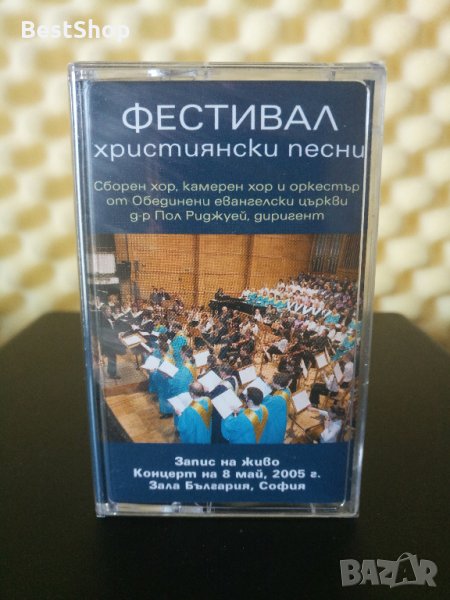 BestShop
ФЕСТИВАЛ
християнски песни
Сборен хор, камерен хор и оркестър
от Обединени евангелски църкви
д-р Пол Риджуей, диригент
Запис на живо
Концерт на 8 май, 2005 г.
Зала България, София
BAZAR